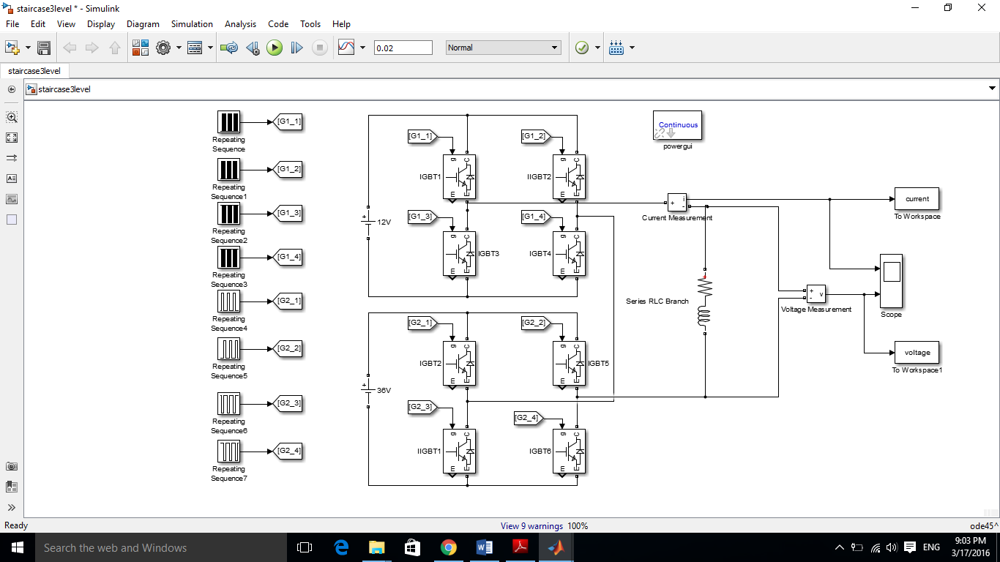 staircase3level * - Simulink
File Edit View Display Diagram Simulation Analysis Code Tools Help
0.02 Normal
staircase3level
staircase3level
[G1_1]
Repeating
Sequence
[G1_2]
Repeating
Sequence1
[G1_3]
Repeating
Sequence2
[G1_4]
Repeating
Sequence3
[G2_1]
Repeating
Sequence4
[G2_2]
Repeating
Sequence5
[G2_3]
Repeating
Sequence6
[G2_4]
Repeating
Sequence7
[G1_1] [G1_2]
g C g C
IGBT1 IIGBT2
m E m E
+ 12V
[G1_3] [G1_4]
g C g C
IGBT3 IGBT4
m E m E
[G2_1] [G2_2]
g C g C
IGBT2 IGBT5
m E m E
+ 36V
[G2_3] [G2_4]
g C g C
IIGBT1 IGBT6
m E m E
Continuous
powergui
+ i -
Current Measurement
current
To Workspace
+
Series RLC Branch
+ v -
Voltage Measurement
Scope
voltage
To Workspace1
Ready View 9 warnings 100% ode45^
Search the web and Windows
ENG
9:03 PM
3/17/2016